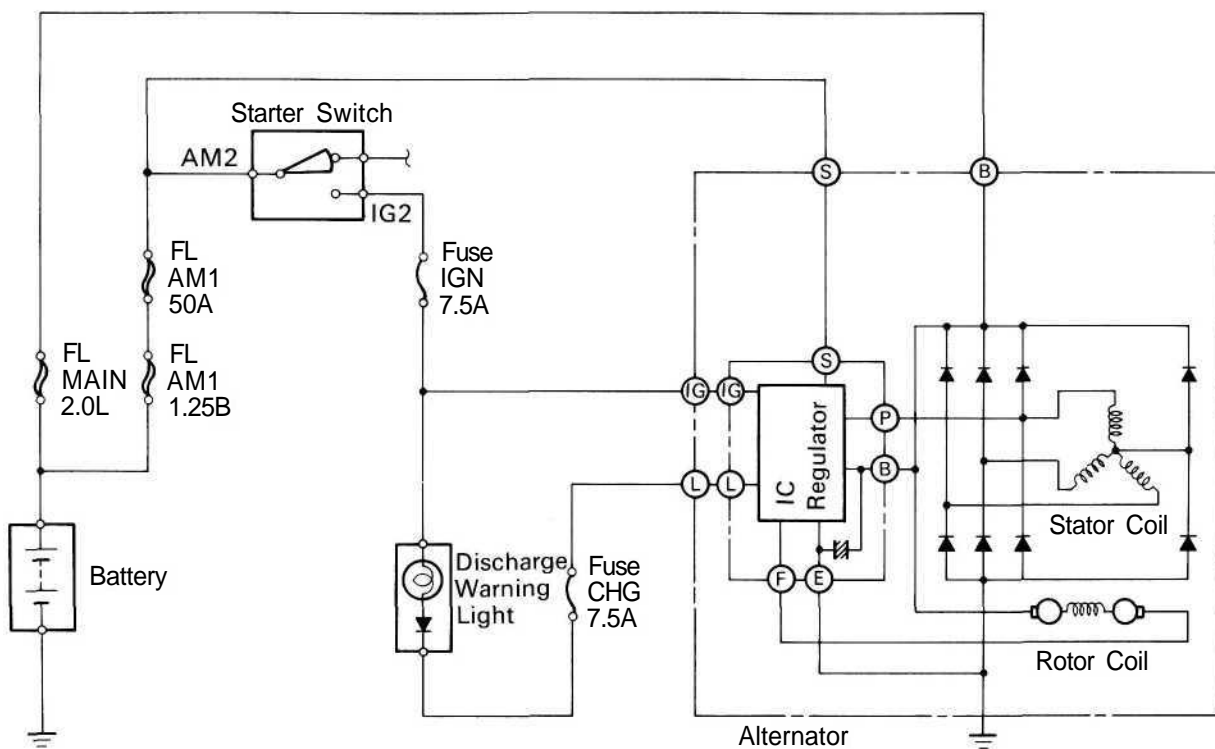 Starter Switch
AM2
IG2
S
B
FL
AM1
50A
Fuse
IGN
7.5A
FL
MAIN
2.0L
FL
AM1
1.25B
S
IG
IG
P
B
L
L
IC
Regulator
F
E
Stator Coil
Battery
Discharge
Warning
Light
Fuse
CHG
7.5A
Rotor Coil
Alternator